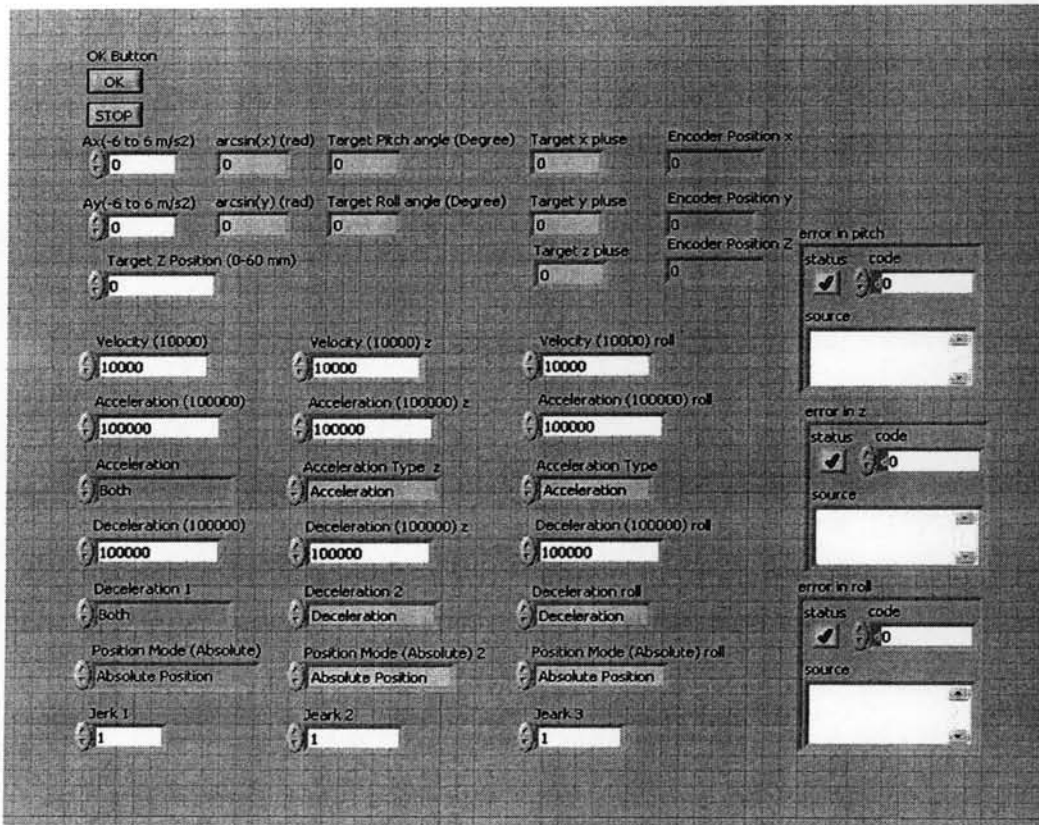 OK Button
OK
STOP
Ax(-6 to 6 m/s2) arcsin(x) (rad) Target Pitch angle (Degree) Target x pluse Encoder Position x
0 0 0 0 0
Ay(-6 to 6 m/s2) arcsin(y) (rad) Target Roll angle (Degree) Target y pluse Encoder Position y
0 0 0 0 0
Target Z Position (0-60 mm) Target z pluse Encoder Position Z
0 0 0
error in pitch
status code
0
source
Velocity (10000) Velocity (10000) z Velocity (10000) roll
10000 10000 10000
Acceleration (100000) Acceleration (100000) z Acceleration (100000) roll
100000 100000 100000
error in z
status code
0
source
Acceleration Acceleration Type z Acceleration Type
Both Acceleration Acceleration
Deceleration (100000) Deceleration (100000) z Deceleration (100000) roll
100000 100000 100000
Deceleration 1 Deceleration 2 Deceleration roll
Both Deceleration Deceleration
error in roll
status code
0
source
Position Mode (Absolute) Position Mode (Absolute) 2 Position Mode (Absolute) roll
Absolute Position Absolute Position Absolute Position
Jerk 1 Jeark 2 Jeark 3
1 1 1